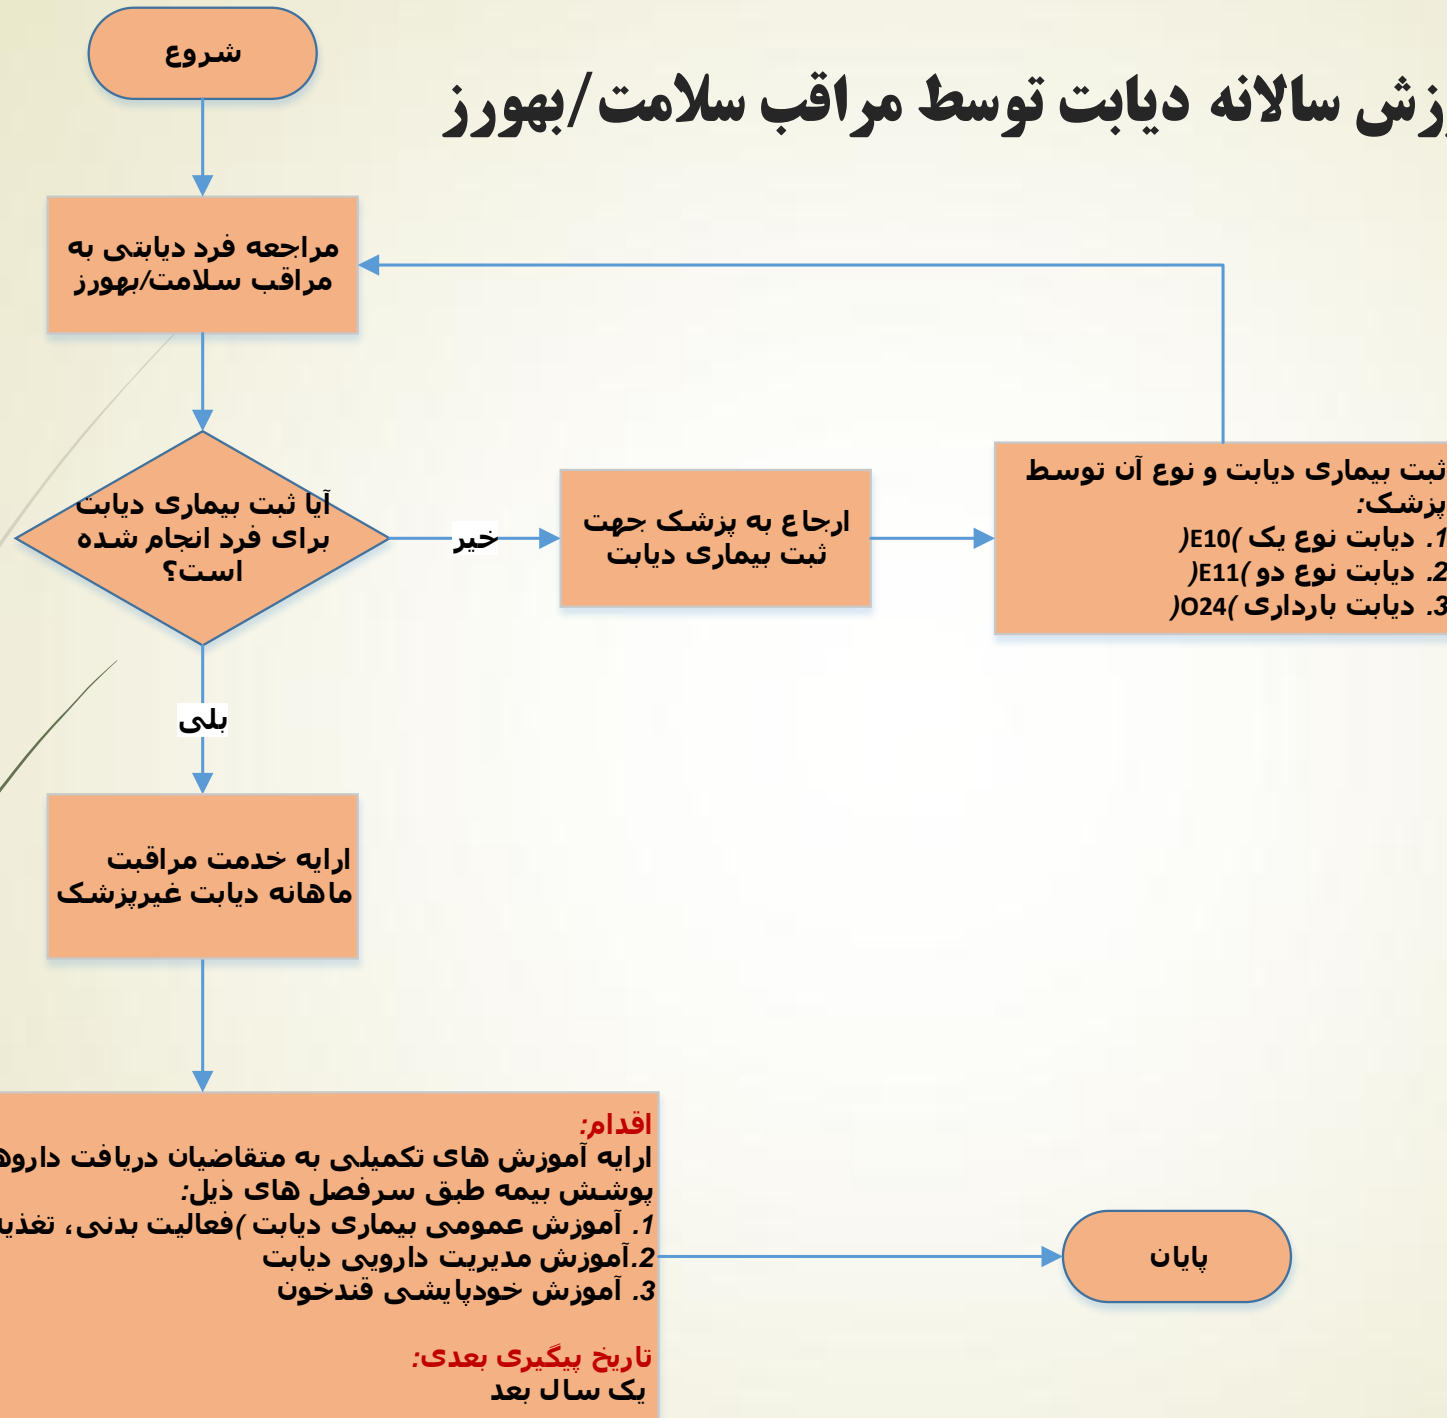 شروع
زش سالانه دیابت توسط مراقب سلامت/بهورز
مراجعه فرد دیابتی به
مراقب سلامت/بهورز
آیا ثبت بیماری دیابت
برای فرد انجام شده
است؟
خیر
ارجاع به پزشک جهت
ثبت بیماری دیابت
ثبت بیماری دیابت و نوع آن توسط
پزشک:
1. دیابت نوع یک )E10(
2. دیابت نوع دو )E11(
3. دیابت بارداری )O24(
بلی
ارایه خدمت مراقبت
ماهانه دیابت غیرپزشک
اقدام:
ارایه آموزش های تکمیلی به متقاضیان دریافت
پوشش بیمه طبق سرفصل های ذیل:
1. آموزش عمومی بیماری دیابت )فعالیت بدنی،
2.آموزش مدیریت دارویی دیابت
3. آموزش خودپایشی قندخون
تاریخ پیگیری بعدی:
یک سال بعد
پایان